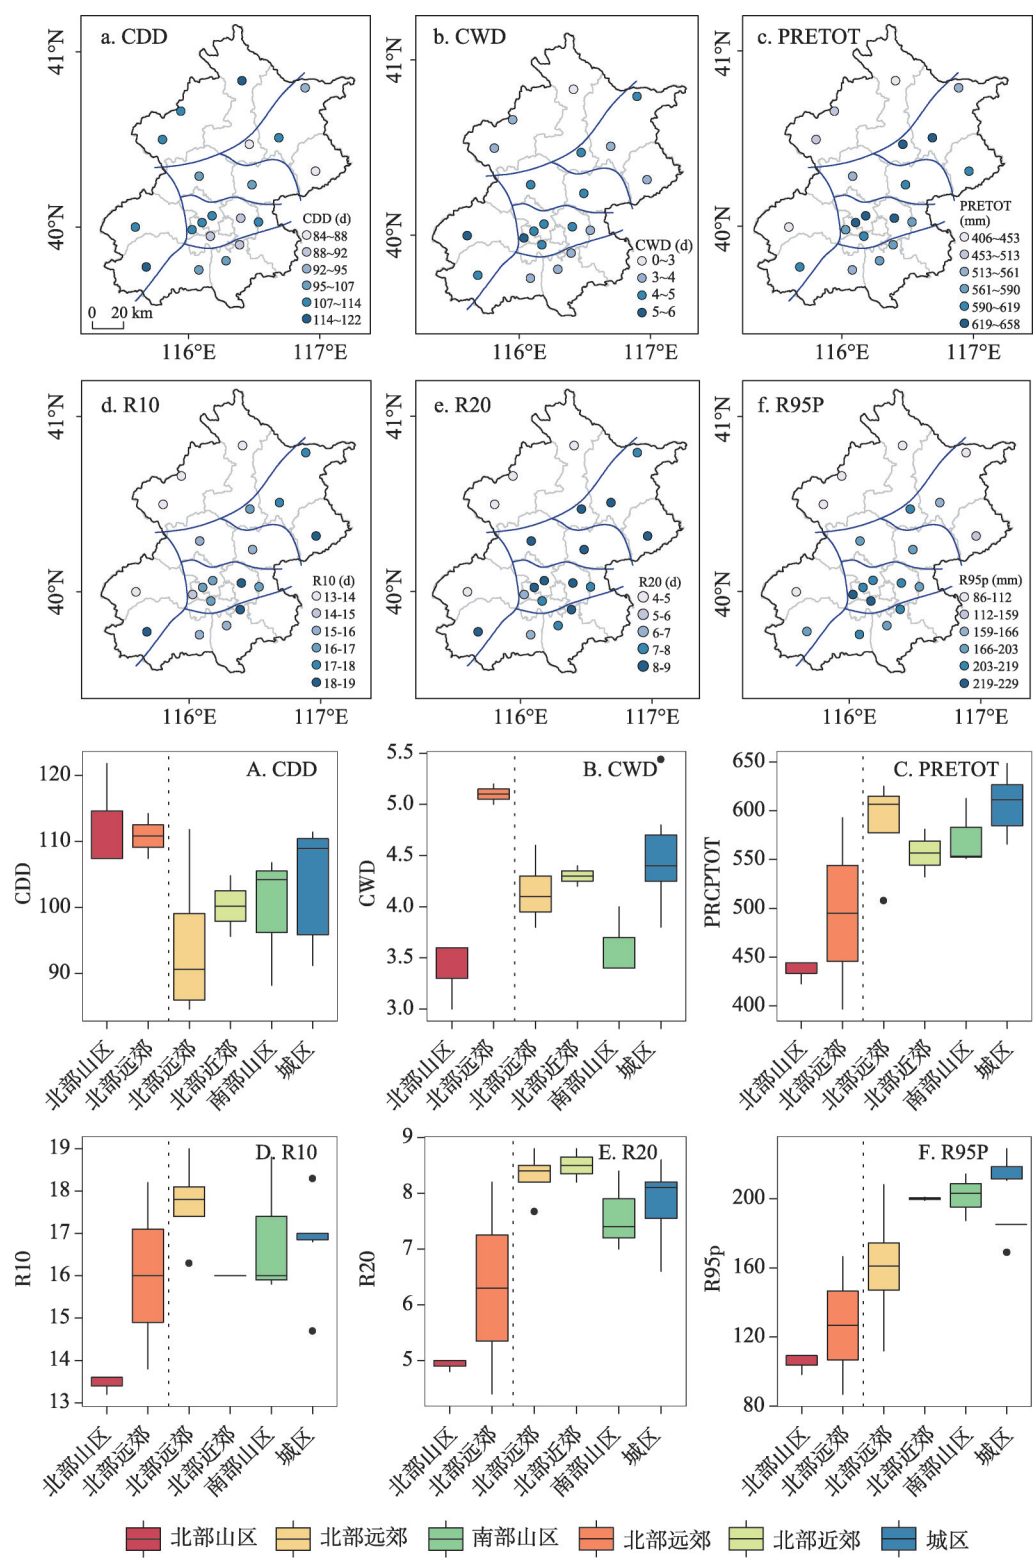 a. CDD
41°N
40°N
CDD (d)
84~88
88~92
92~95
95~107
107~114
114~122
0 20 km
116°E 117°E
b. CWD
41°N
40°N
CWD (d)
0~3
3~4
4~5
5~6
116°E 117°E
c. PRETOT
41°N
40°N
PRETOT
(mm)
406~453
453~513
513~561
561~590
590~619
619~658
116°E 117°E
d. R10
41°N
40°N
R10 (d)
13-14
14-15
15-16
16-17
17-18
18-19
116°E 117°E
e. R20
41°N
40°N
R20 (d)
4-5
5-6
6-7
7-8
8-9
116°E 117°E
f. R95P
41°N
40°N
R95p (mm)
86-112
112-159
159-166
166-203
203-219
219-229
116°E 117°E
A. CDD
CDD
120
110
100
90
北部山区 北部远郊 北部远郊 北部近郊 南部山区 城区
B. CWD
CWD
5.5
5.0
4.5
4.0
3.5
3.0
北部山区 北部远郊 北部远郊 北部近郊 南部山区 城区
C. PRETOT
PRCPTOT
650
600
550
500
450
400
北部山区 北部远郊 北部远郊 北部近郊 南部山区 城区
D. R10
R10
19
18
17
16
15
14
13
北部山区 北部远郊 北部远郊 北部近郊 南部山区 城区
E. R20
R20
9
8
7
6
5
北部山区 北部远郊 北部远郊 北部近郊 南部山区 城区
F. R95P
R95p
200
160
120
80
北部山区 北部远郊 北部远郊 北部近郊 南部山区 城区
北部山区 北部远郊 南部山区 北部远郊 北部近郊 城区